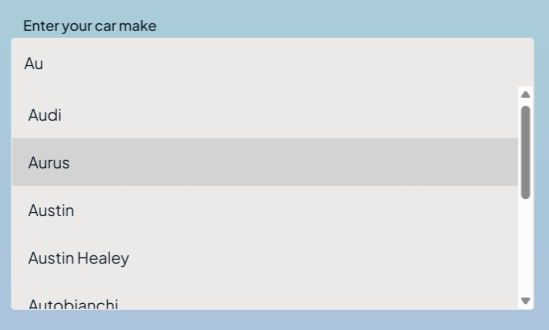 Enter your car make
Au
Audi
Aurus
Austin
Austin Healey
Autobianchi